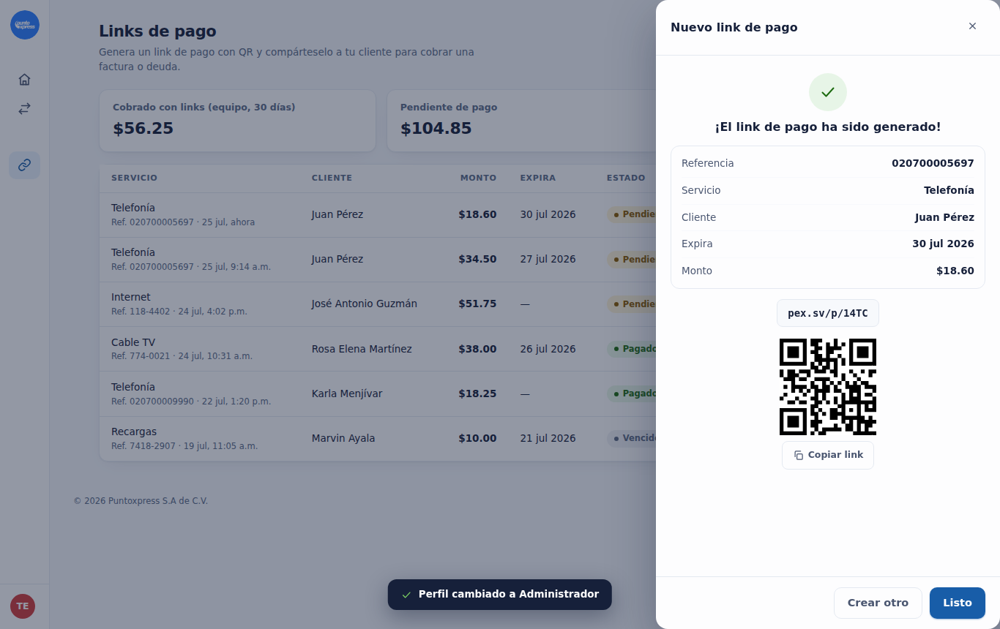 punto
xpress
Links de pago
Genera un link de pago con QR y compárteselo a tu cliente para cobrar una
factura o deuda.
Cobrado con links (equipo, 30 días)
$56.25
Pendiente de pago
$104.85
SERVICIO CLIENTE MONTO EXPIRA ESTADO
Telefonía
Ref. 020700005697 · 25 jul, ahora
Juan Pérez $18.60 30 jul 2026 Pendie
Telefonía
Ref. 020700005697 · 25 jul, 9:14 a.m.
Juan Pérez $34.50 27 jul 2026 Pendie
Internet
Ref. 118-4402 · 24 jul, 4:02 p.m.
José Antonio Guzmán $51.75 — Pendie
Cable TV
Ref. 774-0021 · 24 jul, 10:31 a.m.
Rosa Elena Martínez $38.00 26 jul 2026 Pagado
Telefonía
Ref. 020700009990 · 22 jul, 1:20 p.m.
Karla Menjívar $18.25 — Pagado
Recargas
Ref. 7418-2907 · 19 jul, 11:05 a.m.
Marvin Ayala $10.00 21 jul 2026 Vencido
© 2026 Puntoxpress S.A de C.V.
TE
Perfil cambiado a Administrador
Nuevo link de pago
¡El link de pago ha sido generado!
Referencia 020700005697
Servicio Telefonía
Cliente Juan Pérez
Expira 30 jul 2026
Monto $18.60
pex.sv/p/14TC
Copiar link
Crear otro
Listo